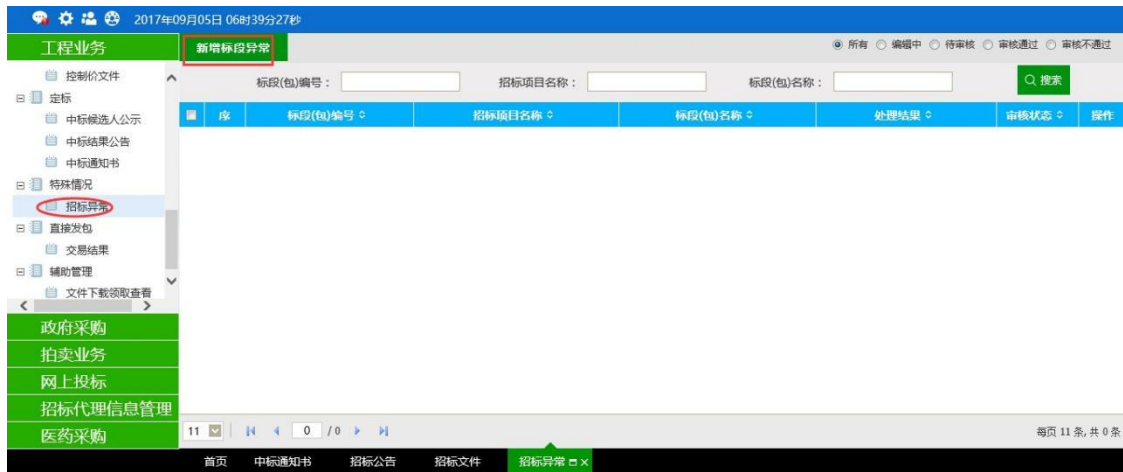 2017年09月05日 06时39分27秒
工程业务
新增标段异常
所有 编辑中 待审核 审核通过 审核不通过
控制价文件
定标
中标候选人公示
中标结果公告
中标通知书
特殊情况
招标异常
直接发包
交易结果
辅助管理
文件下载领取查看
政府采购
拍卖业务
网上投标
招标代理信息管理
医药采购
标段(包)编号： 招标项目名称： 标段(包)名称： 搜索
序 标段(包)编号 招标项目名称 标段(包)名称 处理结果 审核状态 操作
11 0 / 0 每页 11 条, 共 0 条
首页 中标通知书 招标公告 招标文件 招标异常